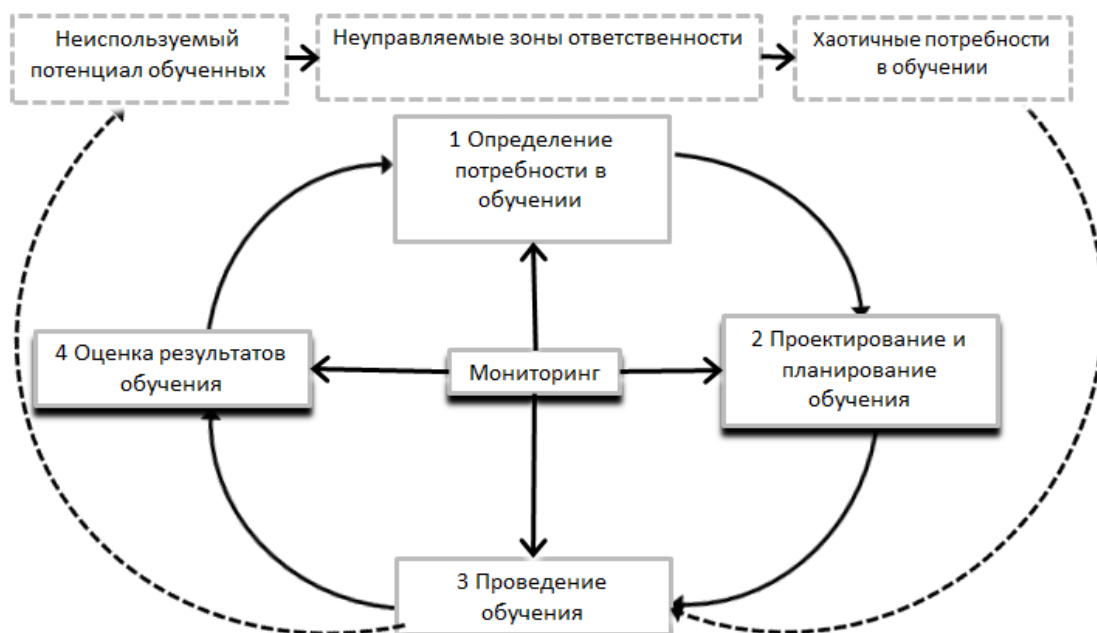 Неиспользуемый
потенциал обученных
Неуправляемые зоны ответственности
Хаотичные потребности
в обучении
1 Определение
потребности в
обучении
4 Оценка результатов
обучения
Мониторинг
2 Проектирование и
планирование
обучения
3 Проведение
обучения